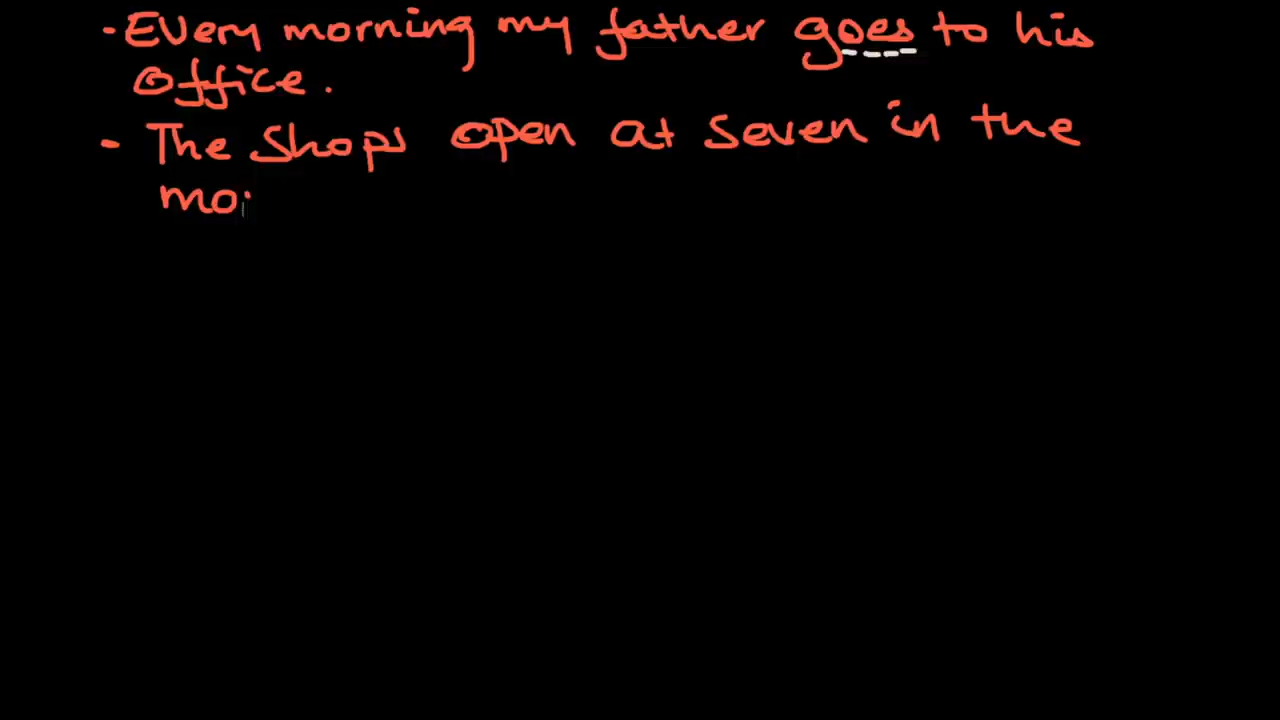 - Every morning my father goes to his
office.
- The Shops open at seven in the
mo